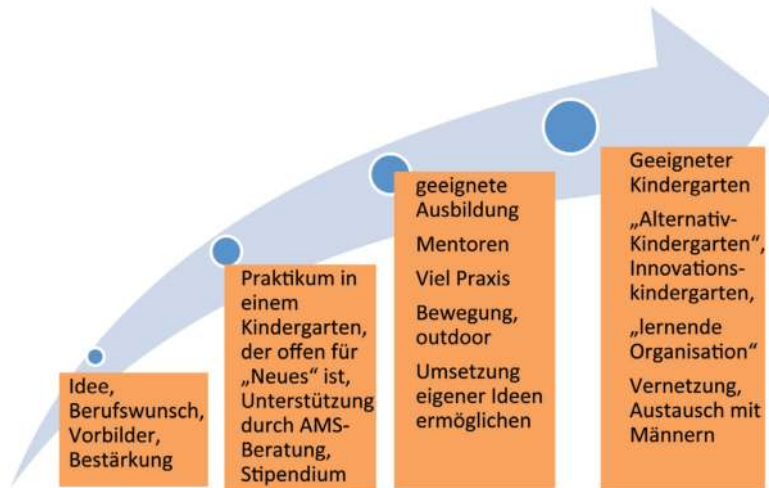 Idee,
Berufswunsch,
Vorbilder,
Bestärkung
Praktikum in
einem
Kindergarten,
der offen für
„Neues“ ist,
Unterstützung
durch AMS-
Beratung,
Stipendium
geeignete
Ausbildung
Mentoren
Viel Praxis
Bewegung,
outdoor
Umsetzung
eigener Ideen
ermöglichen
Geeigneter
Kindergarten
„Alternativ-
Kindergarten“,
Innovations-
kindergarten,
„lernende
Organisation“
Vernetzung,
Austausch mit
Männern